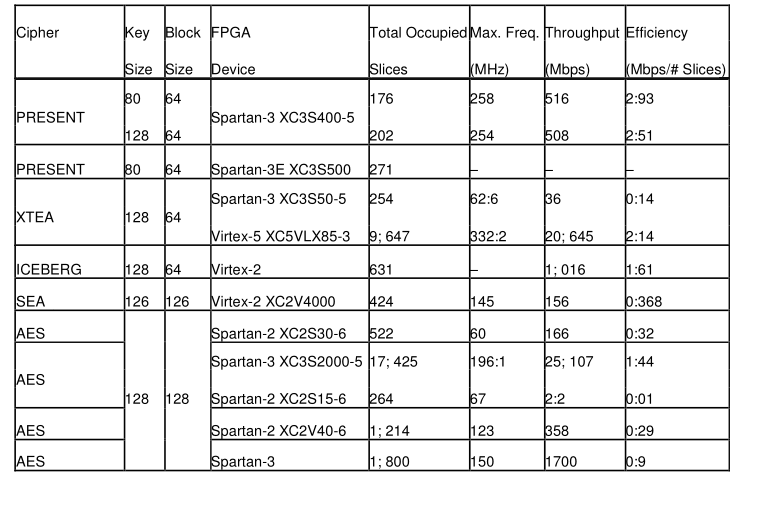 Cipher Key Block FPGA Total Occupied Max. Freq. Throughput Efficiency
Size Size Device Slices (MHz) (Mbps) (Mbps/# Slices)
80 64 176 258 516 2:93
PRESENT Spartan-3 XC3S400-5
128 64 202 254 508 2:51
PRESENT 80 64 Spartan-3E XC3S500 271 – – –
Spartan-3 XC3S50-5 254 62:6 36 0:14
XTEA 128 64
Virtex-5 XC5VLX85-3 9; 647 332:2 20; 645 2:14
ICEBERG 128 64 Virtex-2 631 – 1; 016 1:61
SEA 126 126 Virtex-2 XC2V4000 424 145 156 0:368
AES Spartan-2 XC2S30-6 522 60 166 0:32
Spartan-3 XC3S2000-5 17; 425 196:1 25; 107 1:44
AES
128 128 Spartan-2 XC2S15-6 264 67 2:2 0:01
AES Spartan-2 XC2V40-6 1; 214 123 358 0:29
AES Spartan-3 1; 800 150 1700 0:9